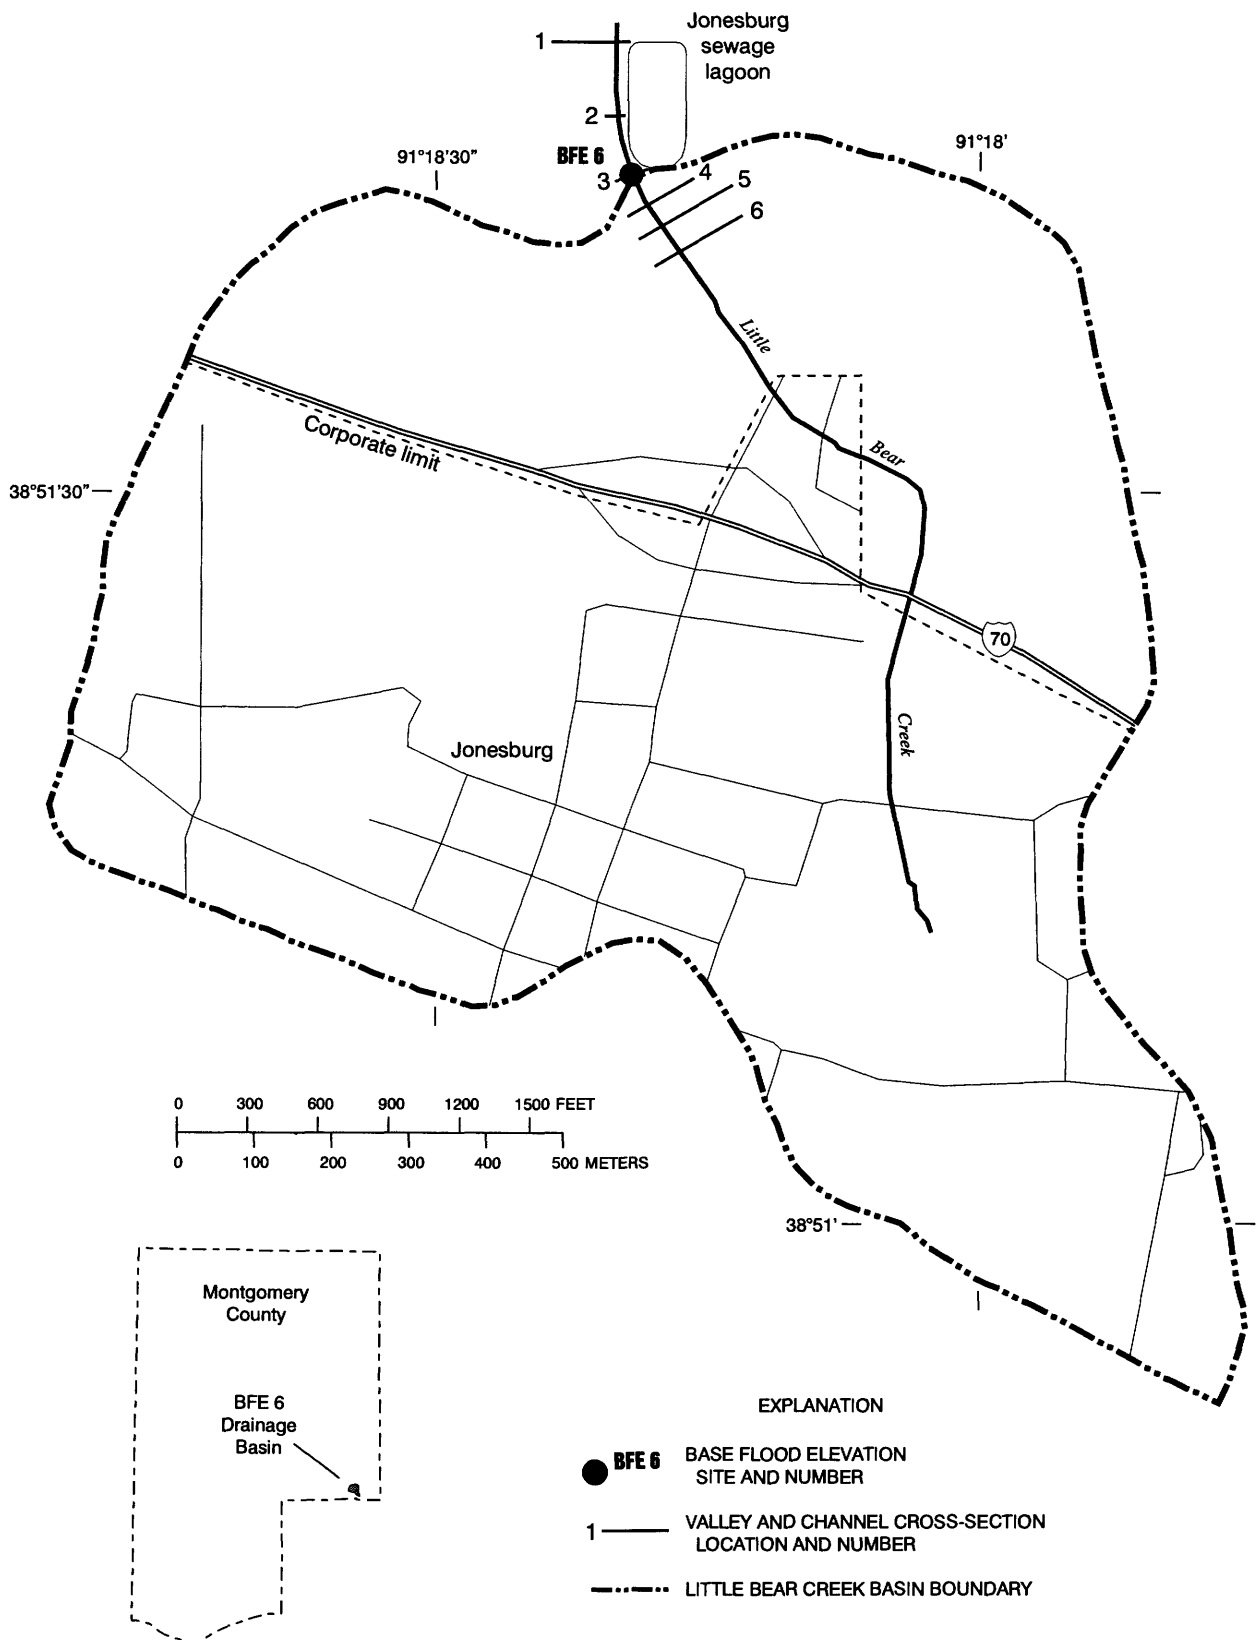 Jonesburg
sewage
lagoon
1
2
BFE 6
3
4
5
6
91°18'30"
91°18'
Little
Bear
Creek
Corporate limit
38°51'30"
70
Jonesburg
0 300 600 900 1200 1500 FEET
0 100 200 300 400 500 METERS
38°51'
Montgomery
County
BFE 6
Drainage
Basin
EXPLANATION
BFE 6 BASE FLOOD ELEVATION
SITE AND NUMBER
1 VALLEY AND CHANNEL CROSS-SECTION
LOCATION AND NUMBER
LITTLE BEAR CREEK BASIN BOUNDARY